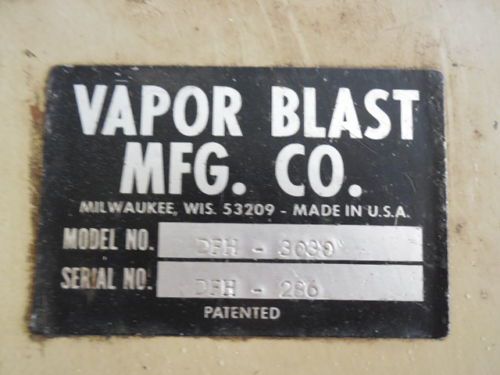 VAPOR BLAST
MFG. CO.
MILWAUKEE, WIS. 53209 - MADE IN U.S.A.
MODEL NO. DFH - 3030
SERIAL NO. DFH - 286
PATENTED